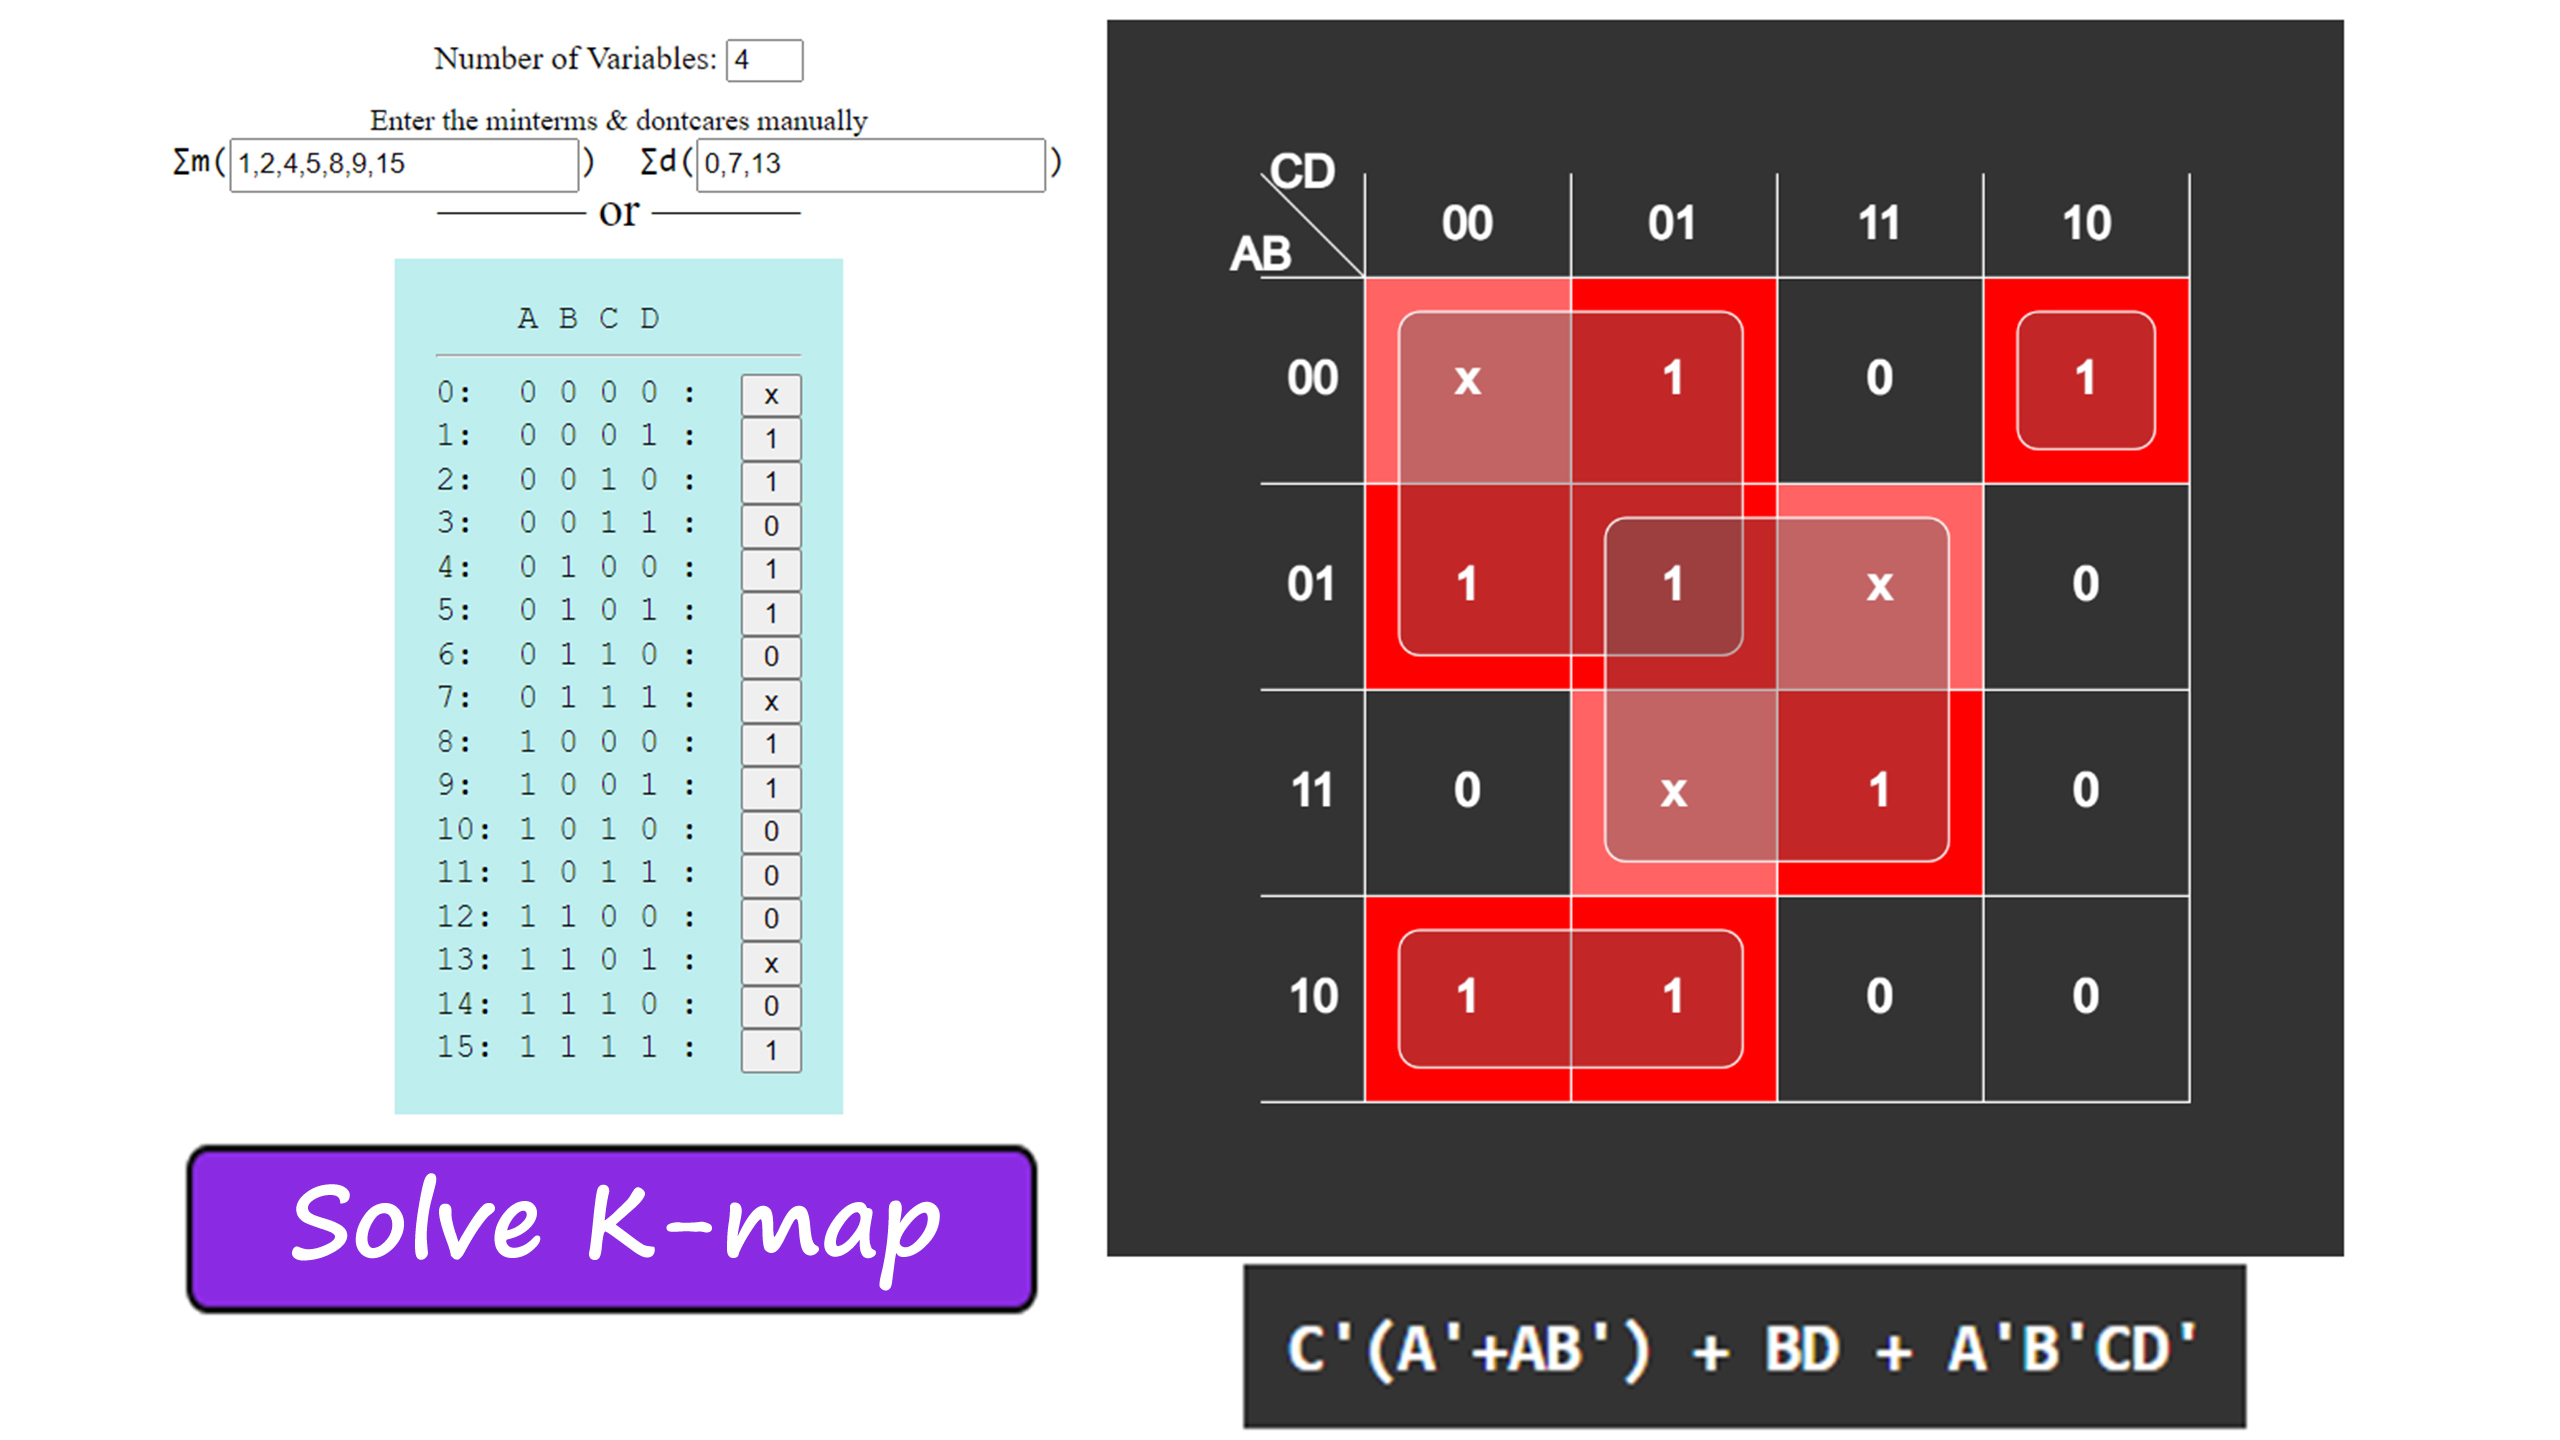 Number of Variables: 4
Enter the minterms & dontcares manually
Σm( 1,2,4,5,8,9,15 ) Σd( 0,7,13 )
or
A B C D
0: 0 0 0 0 : x
1: 0 0 0 1 : 1
2: 0 0 1 0 : 1
3: 0 0 1 1 : 0
4: 0 1 0 0 : 1
5: 0 1 0 1 : 1
6: 0 1 1 0 : 0
7: 0 1 1 1 : x
8: 1 0 0 0 : 1
9: 1 0 0 1 : 1
10: 1 0 1 0 : 0
11: 1 0 1 1 : 0
12: 1 1 0 0 : 0
13: 1 1 0 1 : x
14: 1 1 1 0 : 0
15: 1 1 1 1 : 1
Solve K-map
CD
AB
00 01 11 10
00 x 1 0 1
01 1 1 x 0
11 0 x 1 0
10 1 1 0 0
C'(A'+AB') + BD + A'B'CD'